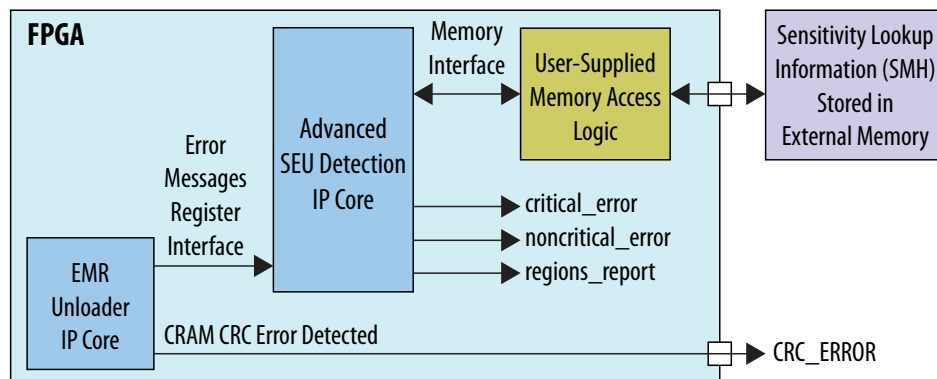 FPGA
Memory
Interface
User-Supplied
Memory Access
Logic
Sensitivity Lookup
Information (SMH)
Stored in
External Memory
Advanced
SEU Detection
IP Core
Error
Messages
Register
Interface
critical_error
noncritical_error
regions_report
EMR
Unloader
IP Core
CRAM CRC Error Detected
CRC_ERROR